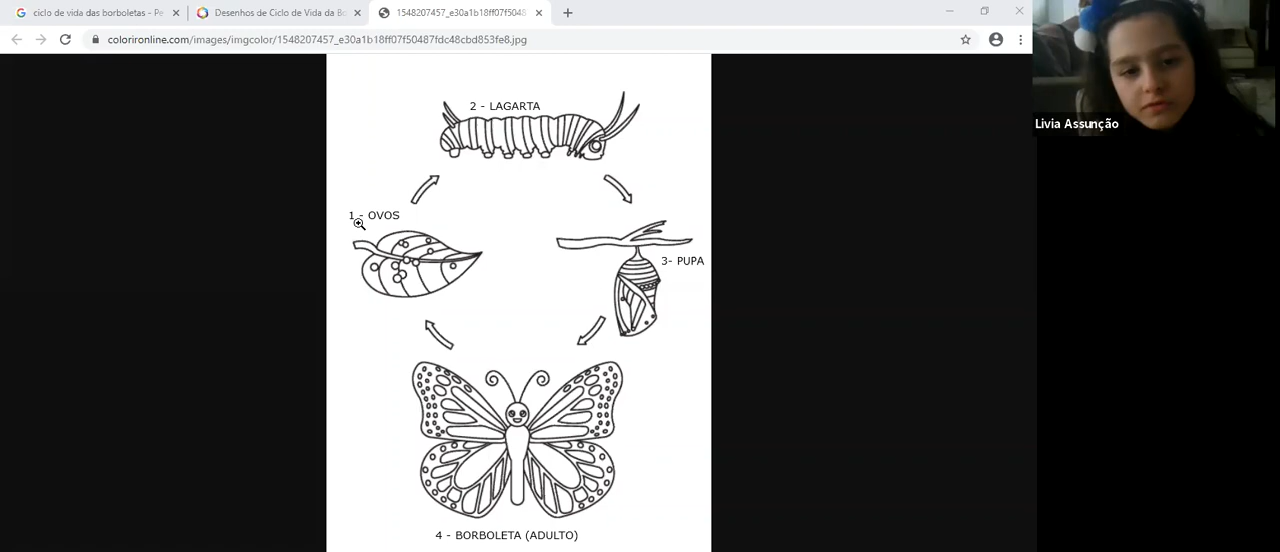 ciclo de vida das borboletas - Pe
Desenhos de Ciclo de Vida da Bo
1548207457_e30a1b18ff07f5048
colorironline.com/images/imgcolor/1548207457_e30a1b18ff07f50487fdc48cbd853fe8.jpg
Livia Assunção
2 - LAGARTA
1 - OVOS
3- PUPA
4 - BORBOLETA (ADULTO)